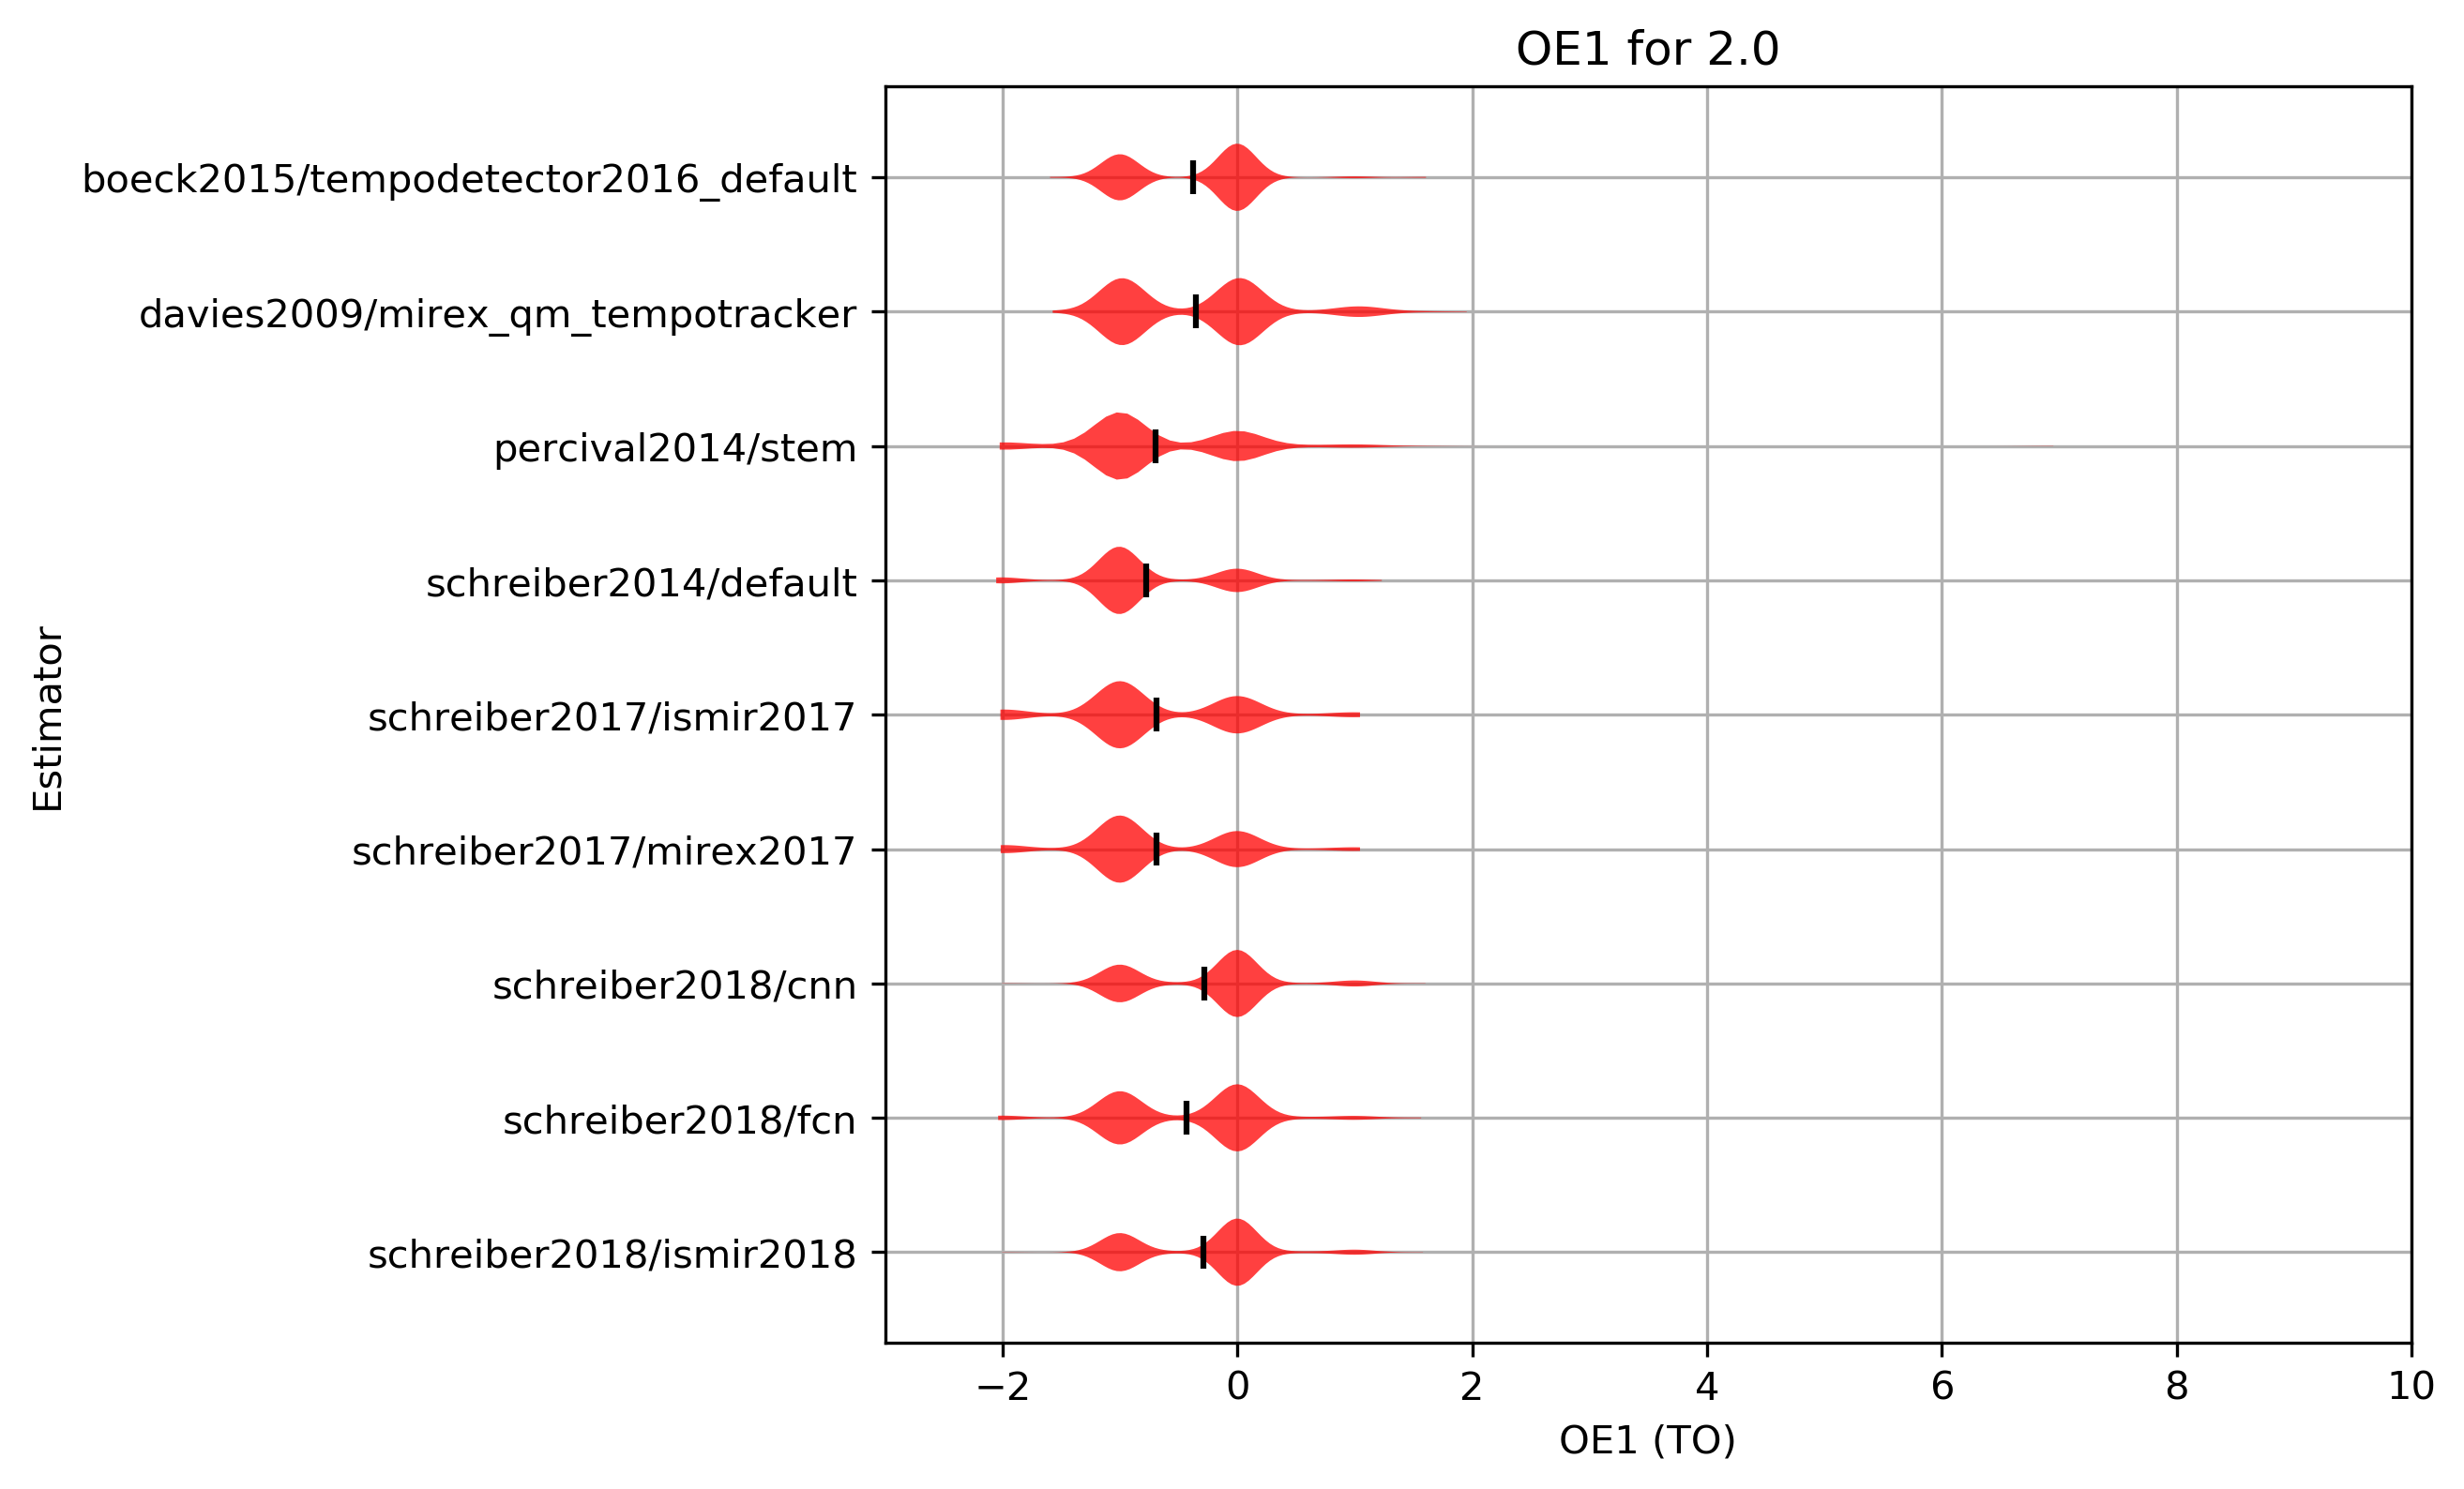 OE1 for 2.0
boeck2015/tempodetector2016_default
davies2009/mirex_qm_tempotracker
percival2014/stem
schreiber2014/default
schreiber2017/ismir2017
schreiber2017/mirex2017
schreiber2018/cnn
schreiber2018/fcn
schreiber2018/ismir2018
Estimator
−2 0 2 4 6 8 10
OE1 (TO)